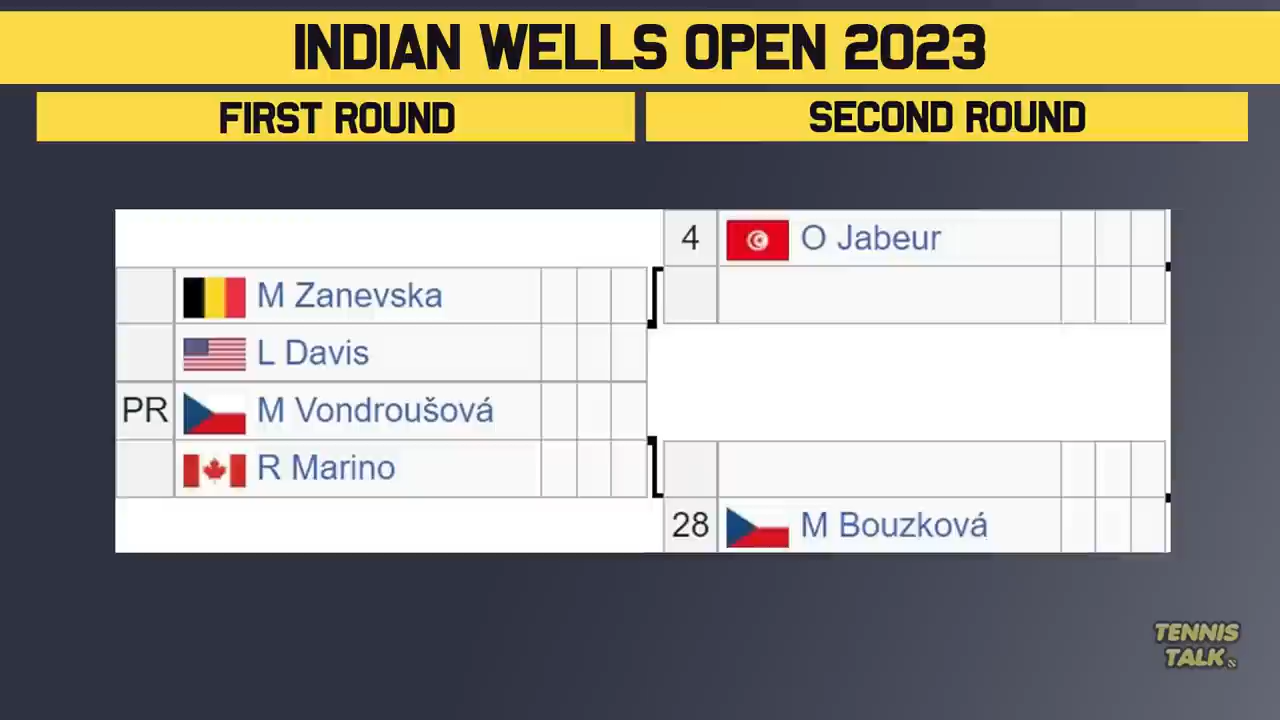 INDIAN WELLS OPEN 2023
FIRST ROUND
SECOND ROUND
4 O Jabeur
M Zanevska
L Davis
PR M Vondroušová
R Marino
28 M Bouzková
TENNIS
TALK